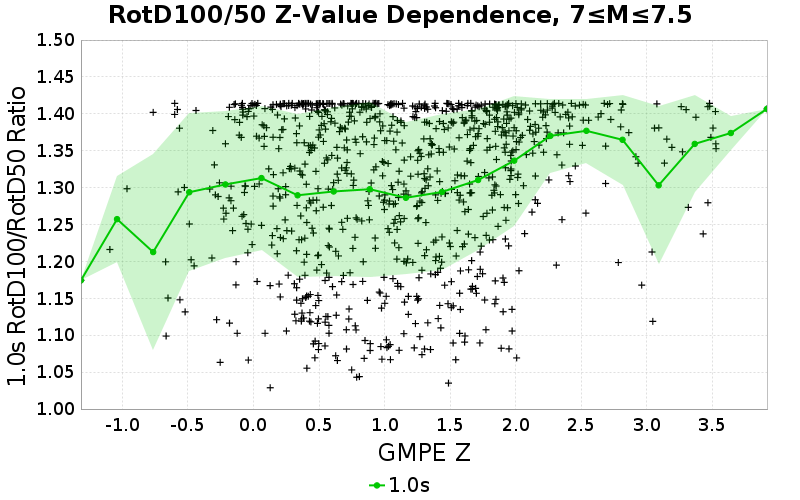 RotD100/50 Z-Value Dependence, 7≤M≤7.5
1.0s RotD100/RotD50 Ratio
1.50
1.45
1.40
1.35
1.30
1.25
1.20
1.15
1.10
1.05
1.00
-1.0 -0.5 0.0 0.5 1.0 1.5 2.0 2.5 3.0 3.5
GMPE Z
1.0s